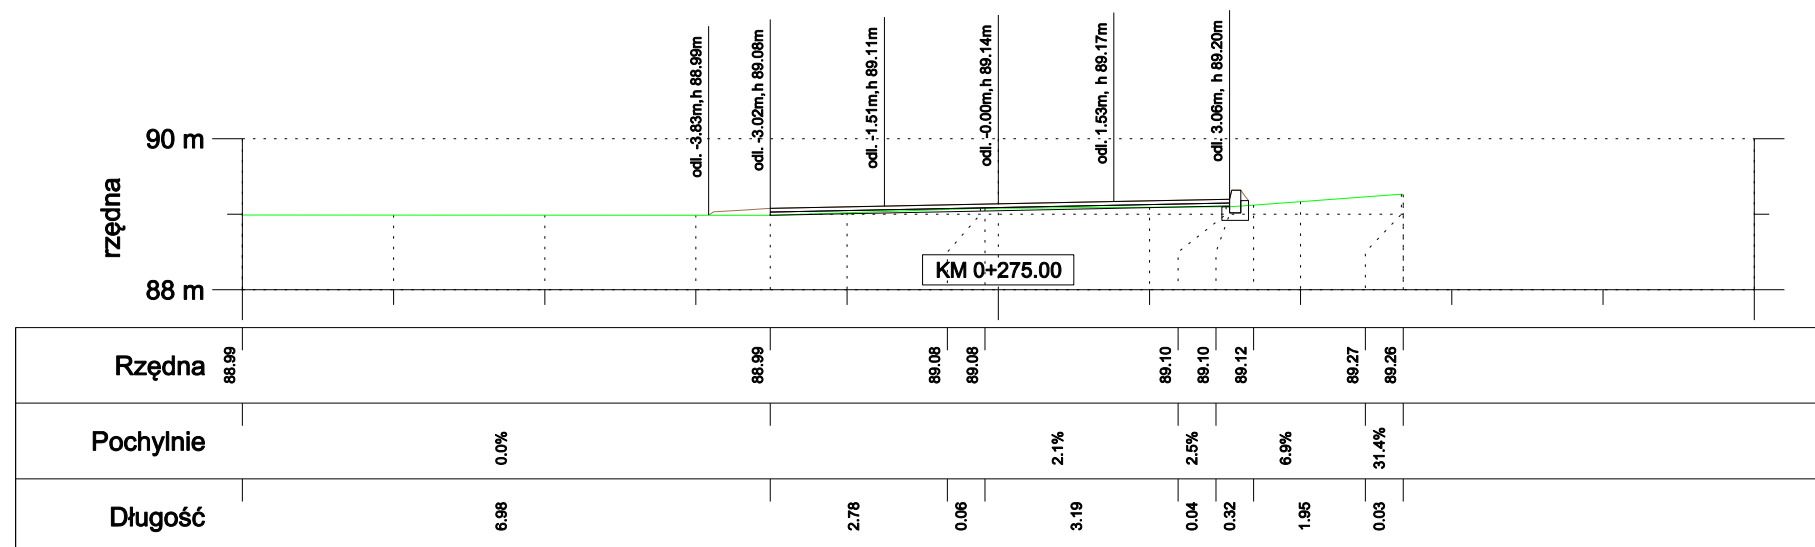 odl. -3.83m,h 88.99m
odl. -3.02m,h 89.08m
odl. -1.51m,h 89.11m
odl. -0.00m,h 89.14m
odl. 1.53m, h 89.17m
odl. 3.06m, h 89.20m
90 m
rzędna
KM 0+275.00
88 m
Rzędna
88.99
88.99
89.08
89.08
89.10
89.10
89.12
89.27
89.26
Pochylnie
0.0%
2.1%
2.5%
6.9%
31.4%
Długość
6.98
2.78
0.06
3.19
0.04
0.32
1.95
0.03